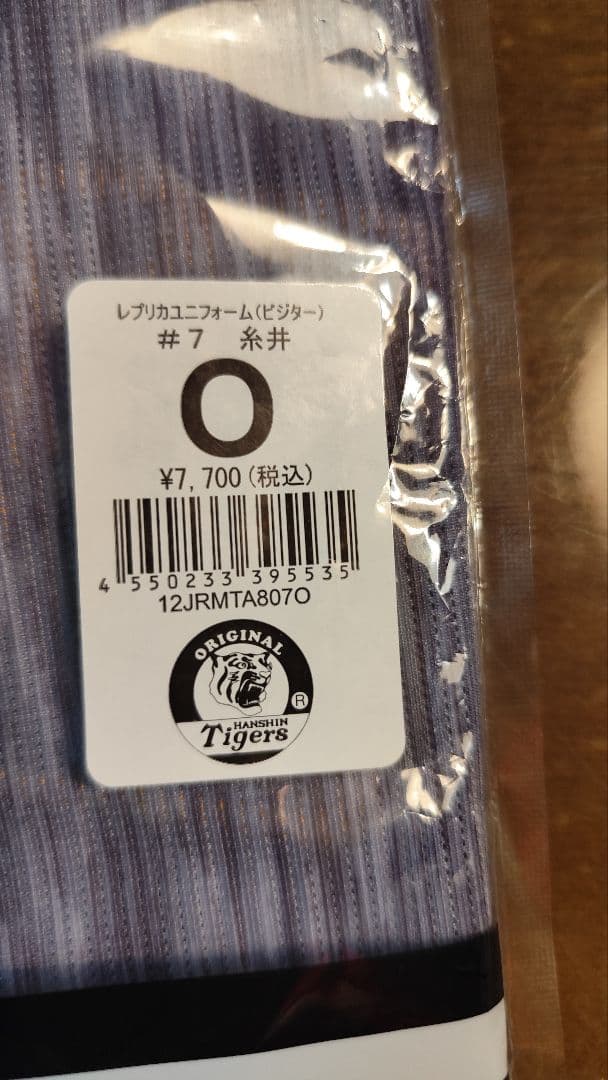 レプリカユニフォーム(ビジター)
#7 糸井
O
¥7,700(税込)
4 550233 395535
12JRMTA807O
ORIGINAL
®
HANSHIN
Tigers